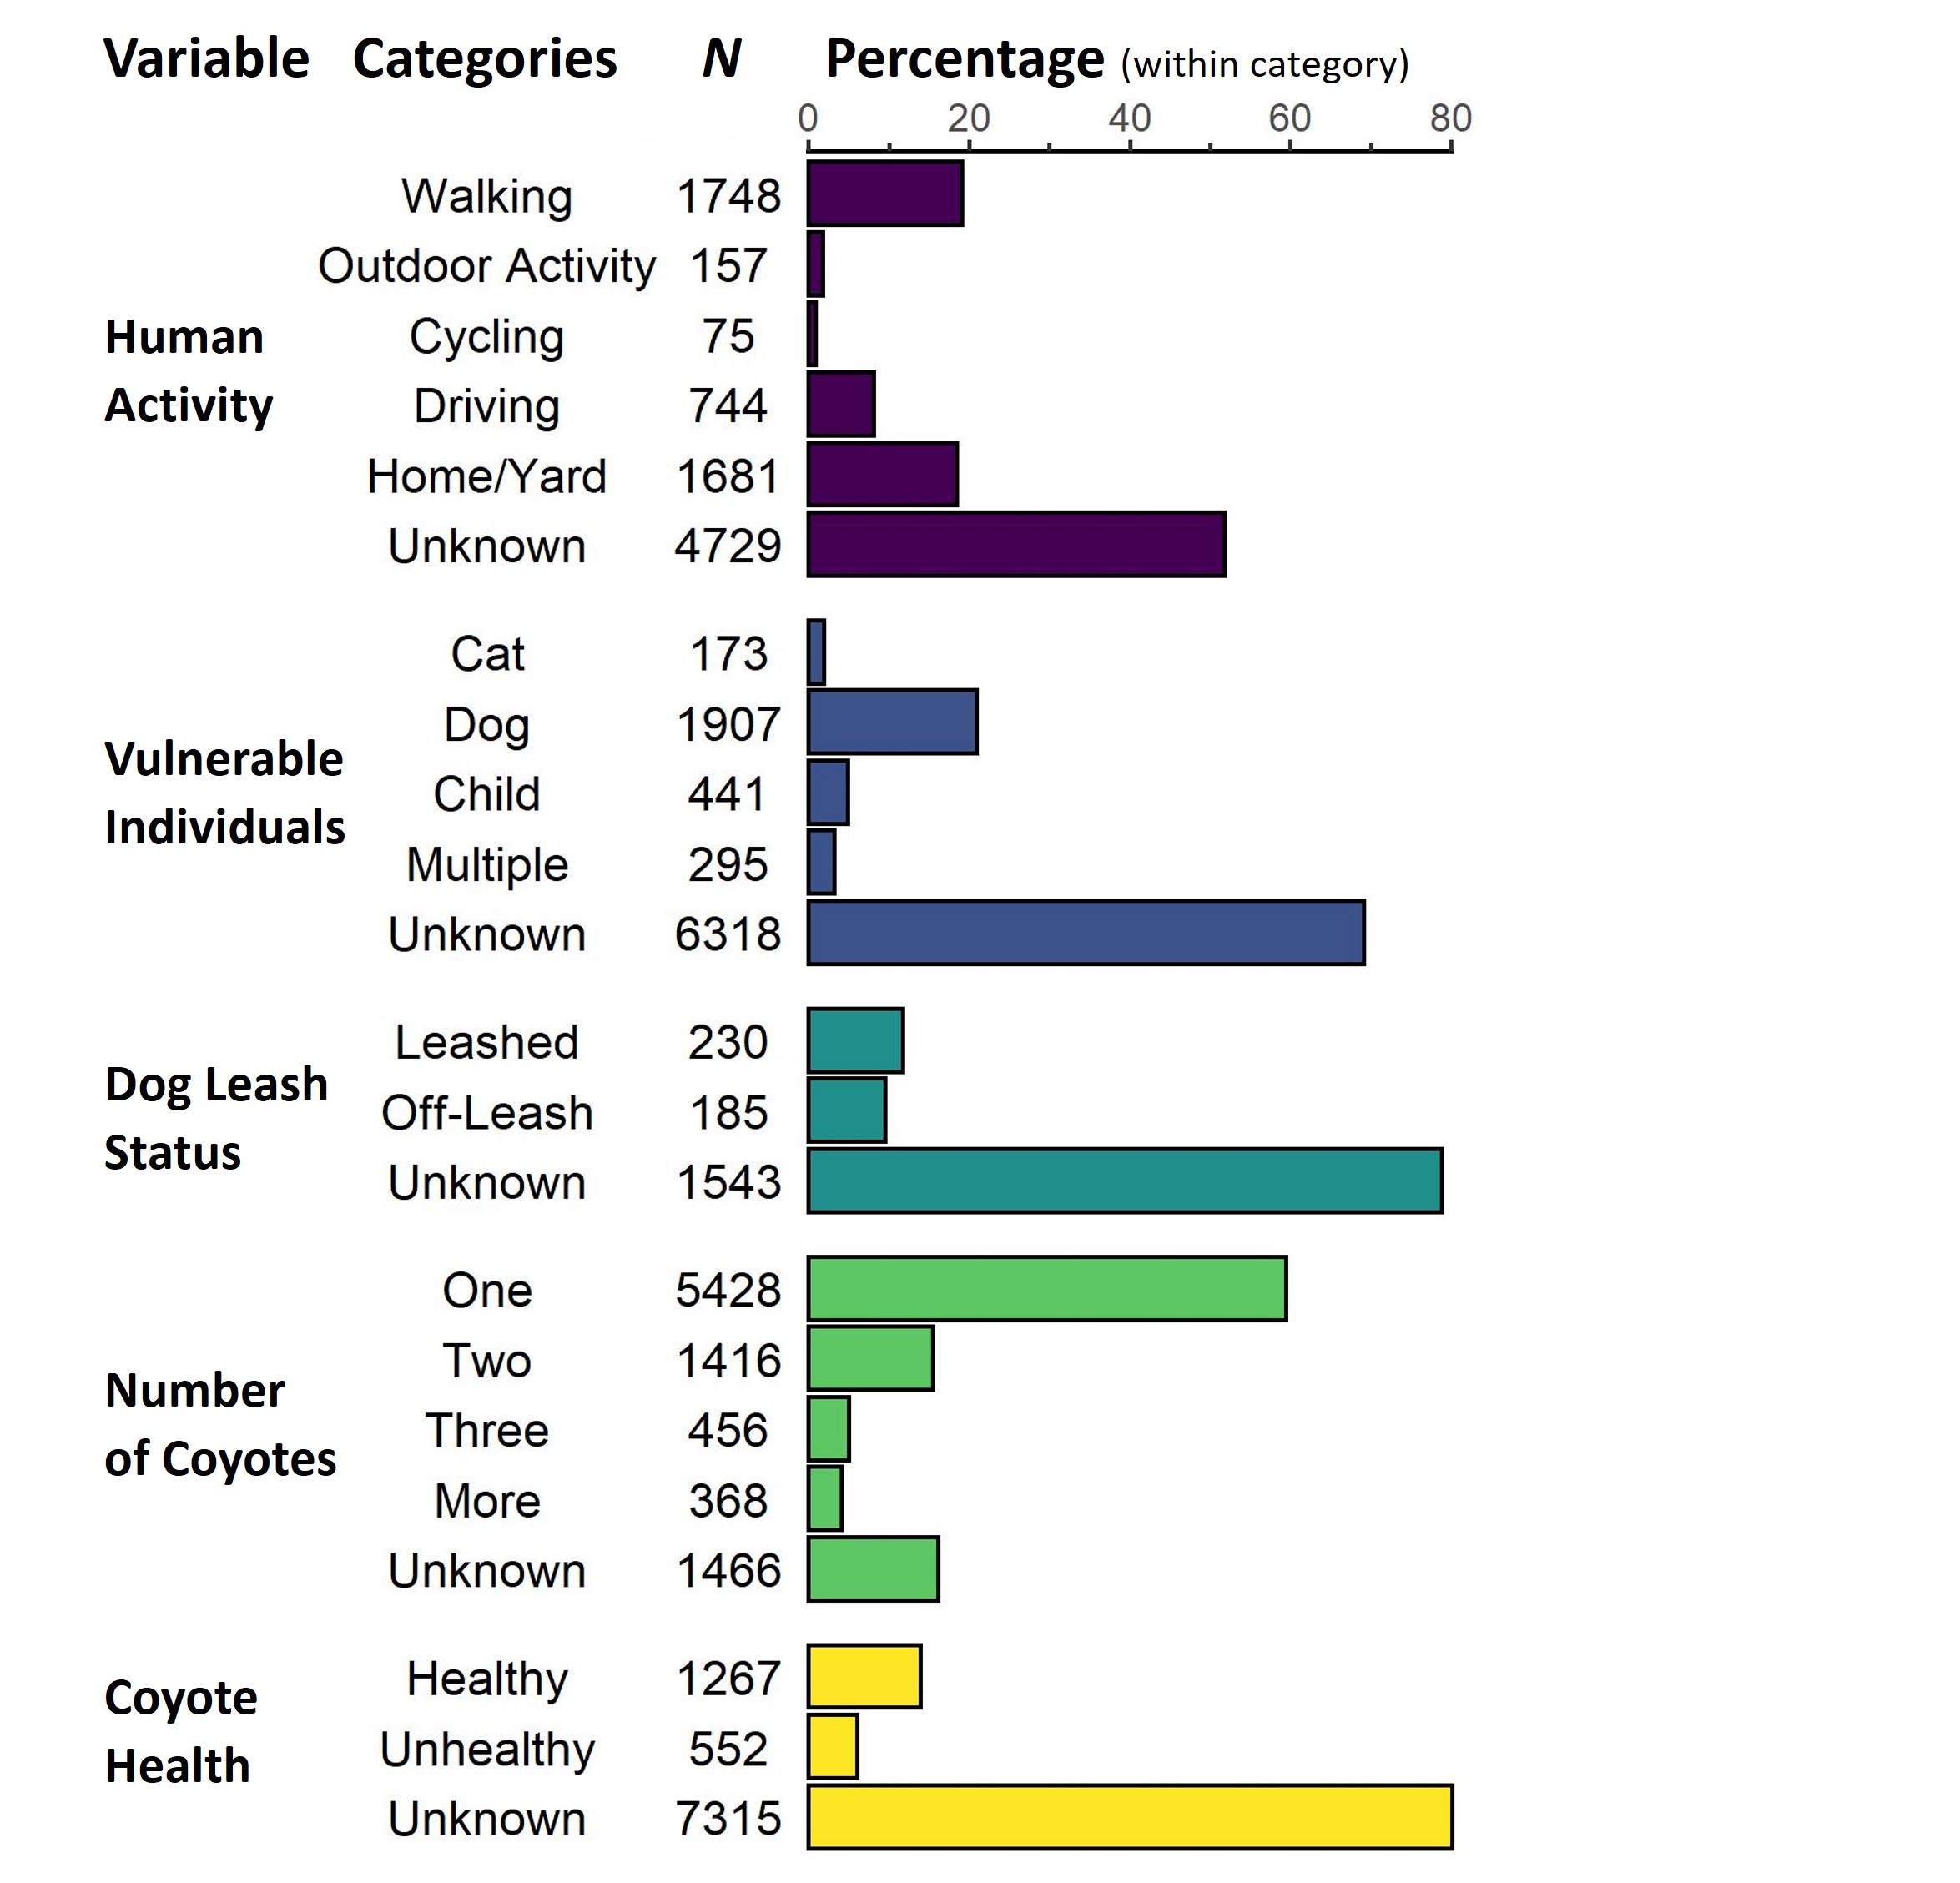 Variable Categories N Percentage (within category)
0 20 40 60 80
Human
Activity
Walking 1748
Outdoor Activity 157
Cycling 75
Driving 744
Home/Yard 1681
Unknown 4729
Vulnerable
Individuals
Cat 173
Dog 1907
Child 441
Multiple 295
Unknown 6318
Dog Leash
Status
Leashed 230
Off-Leash 185
Unknown 1543
Number
of Coyotes
One 5428
Two 1416
Three 456
More 368
Unknown 1466
Coyote
Health
Healthy 1267
Unhealthy 552
Unknown 7315